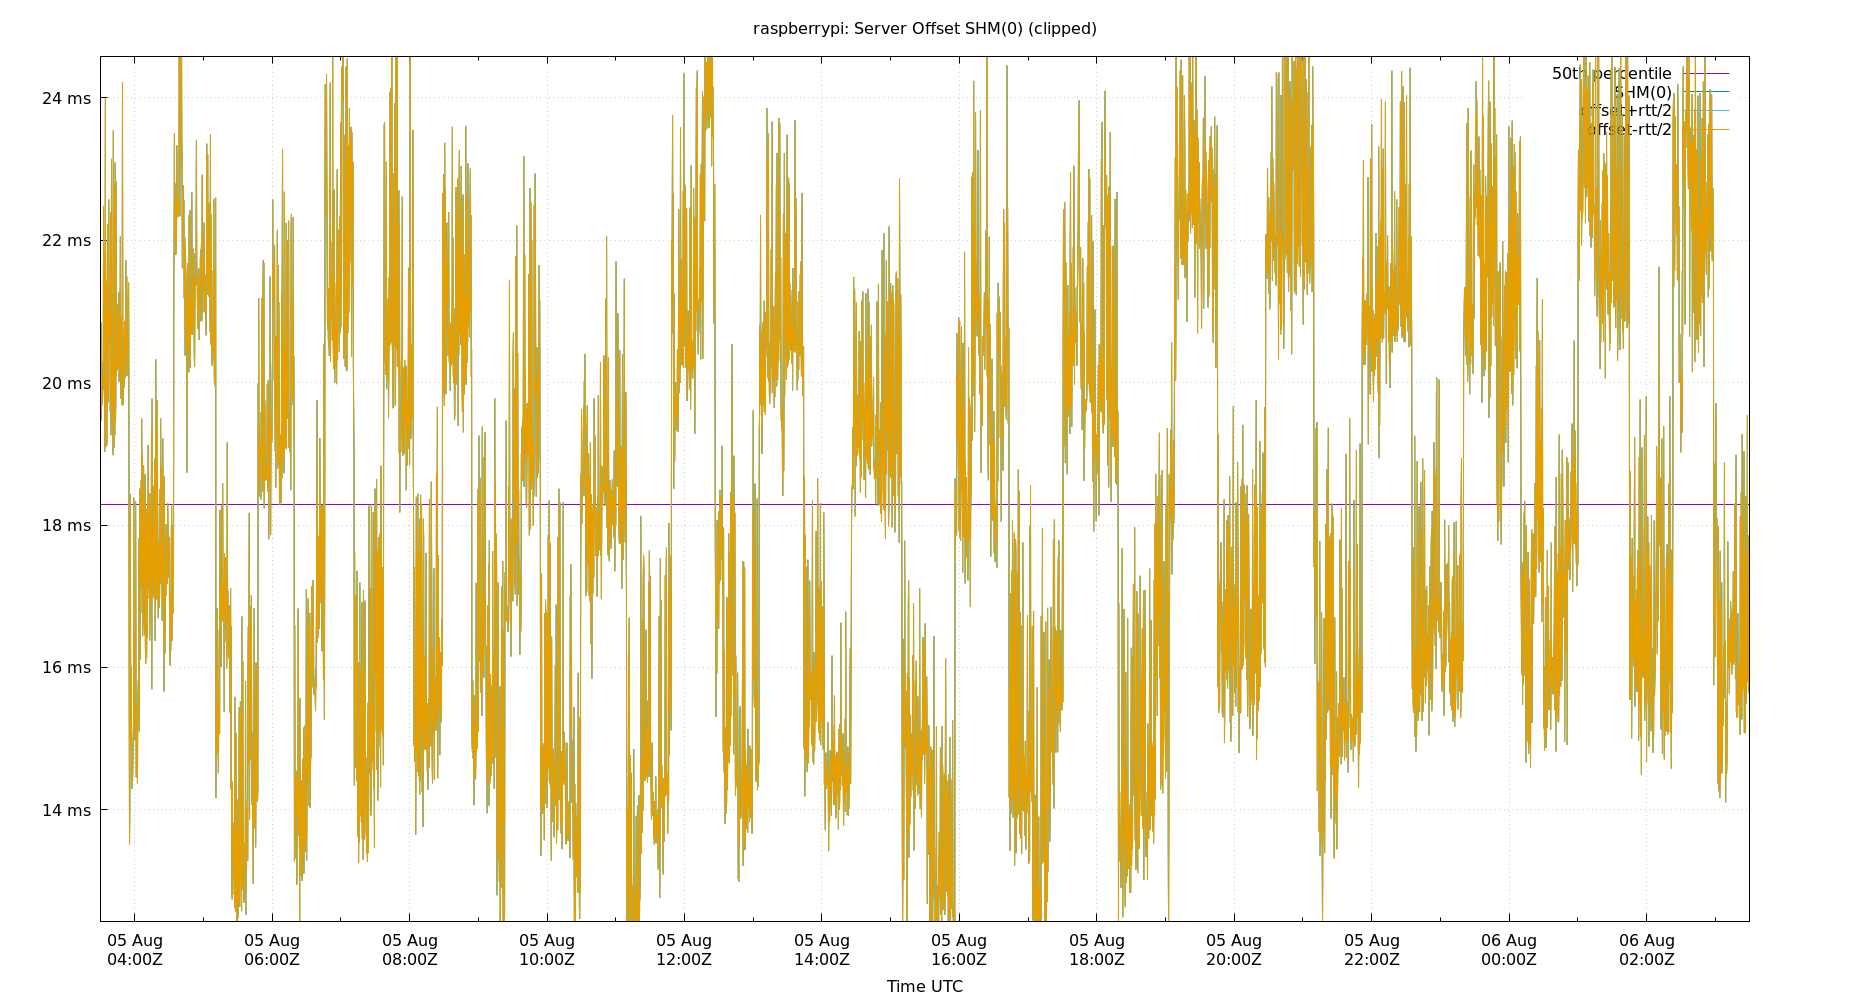 raspberrypi: Server Offset SHM(0) (clipped)
50th percentile
SHM(0)
offset+rtt/2
offset-rtt/2
24 ms
22 ms
20 ms
18 ms
16 ms
14 ms
05 Aug 05 Aug 05 Aug 05 Aug 05 Aug 05 Aug 05 Aug 05 Aug 05 Aug 05 Aug 06 Aug 06 Aug
04:00Z 06:00Z 08:00Z 10:00Z 12:00Z 14:00Z 16:00Z 18:00Z 20:00Z 22:00Z 00:00Z 02:00Z
Time UTC